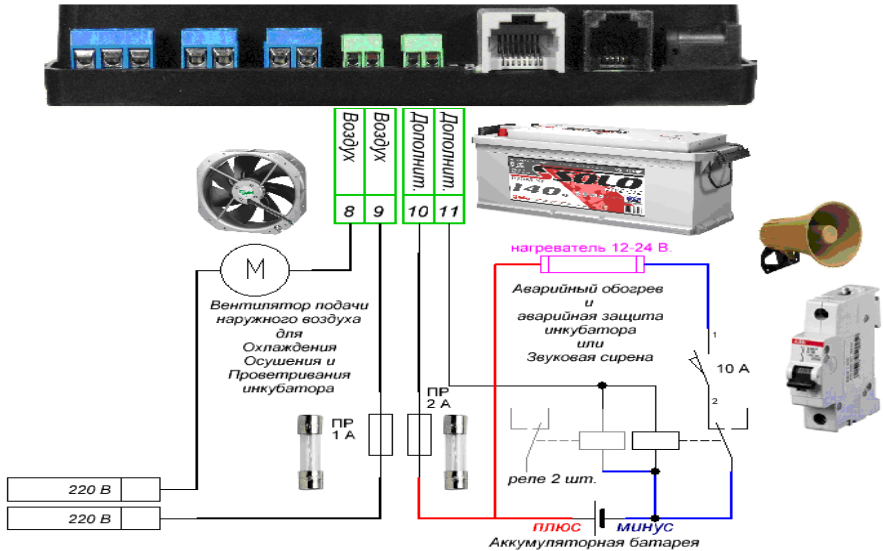 Воздух
Воздух
Дополнит.
Дополнит.
8
9
10
11
SOLO
140
нагреватель 12-24 В.
М
Вентилятор подачи
наружного воздуха
для
Охлаждения
Осушения и
Проветривания
инкубатора
Аварийный обогрев
и
аварийная защита
инкубатора
или
Звуковая сирена
1
10 А
2
ABB
ПР
1 А
ПР
2 А
реле 2 шт.
220 В
220 В
плюс
минус
Аккумуляторная батарея